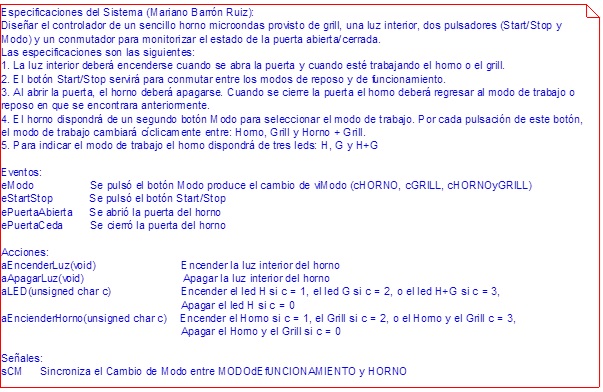 Especificaciones del Sistema (Mariano Barrón Ruiz):
Diseñar el controlador de un sencillo horno microondas provisto de grill, una luz interior, dos pulsadores (Start/Stop y
Modo) y un conmutador para monitorizar el estado de la puerta abierta/cerrada.
Las especificaciones son las siguientes:
1. La luz interior deberá encenderse cuando se abra la puerta y cuando esté trabajando el horno o el grill.
2. El botón Start/Stop servirá para conmutar entre los modos de reposo y de funcionamiento.
3. Al abrir la puerta, el horno deberá apagarse. Cuando se cierre la puerta el horno deberá regresar al modo de trabajo o
reposo en que se encontrara anteriormente.
4. El horno dispondrá de un segundo botón Modo para seleccionar el modo de trabajo. Por cada pulsación de este botón,
el modo de trabajo cambiará cíclicamente entre: Horno, Grill y Horno + Grill.
5. Para indicar el modo de trabajo el horno dispondrá de tres leds: H, G y H+G
Eventos:
eModo Se pulsó el botón Modo produce el cambio de viModo (cHORNO, cGRILL, cHORNOyGRILL)
eStartStop Se pulsó el botón Start/Stop
ePuertaAbierta Se abrió la puerta del horno
ePuertaCeda Se cierró la puerta del horno
Acciones:
aEncenderLuz(void) Encender la luz interior del horno
aApagarLuz(void) Apagar la luz interior del horno
aLED(unsigned char c) Encender el led H si c = 1, el led G si c = 2, o el led H+G si c = 3,
Apagar el led H si c = 0
aEncienderHorno(unsigned char c) Encender el Horno si c = 1, el Grill si c = 2, o el Horno y el Grill c = 3,
Apagar el Horno y el Grill si c = 0
Señales:
sCM Sincroniza el Cambio de Modo entre MODOdEfUNCIONAMIENTO y HORNO